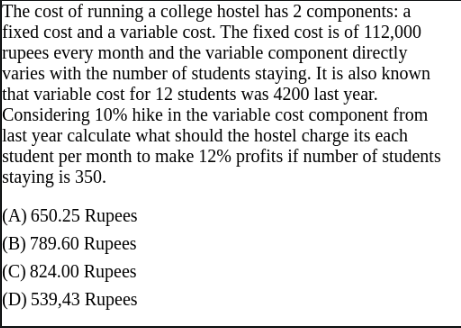 The cost of running a college hostel has 2 components: a
fixed cost and a variable cost. The fixed cost is of 112,000
rupees every month and the variable component directly
varies with the number of students staying. It is also known
that variable cost for 12 students was 4200 last year.
Considering 10% hike in the variable cost component from
last year calculate what should the hostel charge its each
student per month to make 12% profits if number of students
staying is 350.
(A) 650.25 Rupees
(B) 789.60 Rupees
(C) 824.00 Rupees
(D) 539,43 Rupees